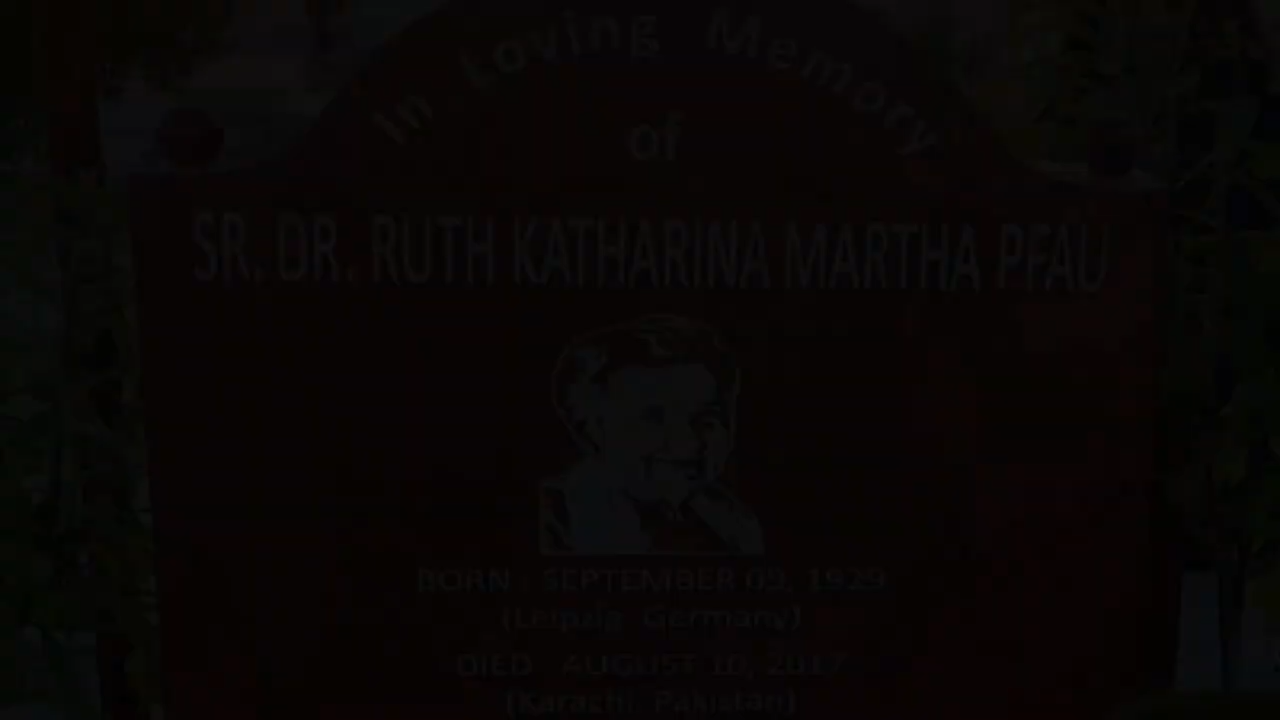 In Loving Memory
of
SR. DR. RUTH KATHARINA MARTHA PFAU
BORN SEPTEMBER 09, 1929
(Leipzig Germany)
DIED AUGUST 10, 2017
(Karachi Pakistan)